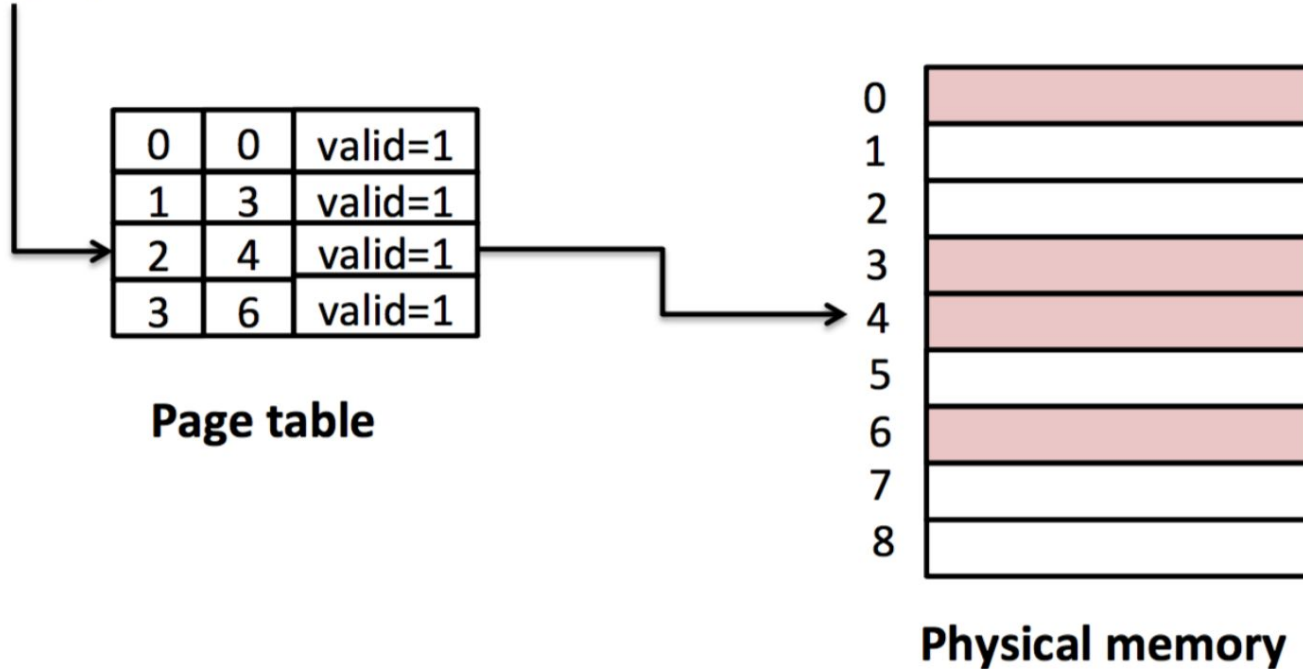 0 0 valid=1
1 3 valid=1
2 4 valid=1
3 6 valid=1
Page table
0
1
2
3
4
5
6
7
8
Physical memory